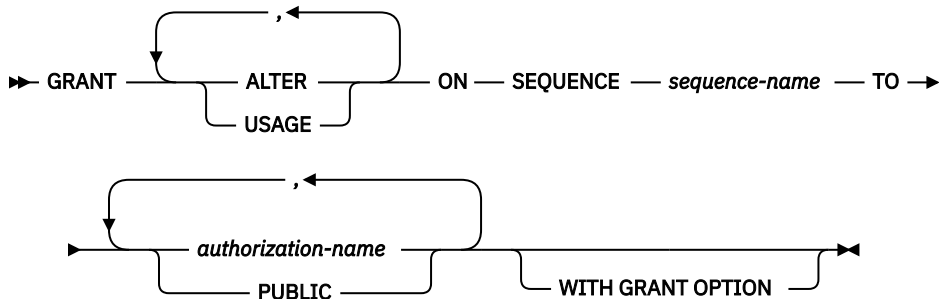 ,
GRANT ALTER ON SEQUENCE sequence-name TO
USAGE
,
authorization-name
PUBLIC WITH GRANT OPTION